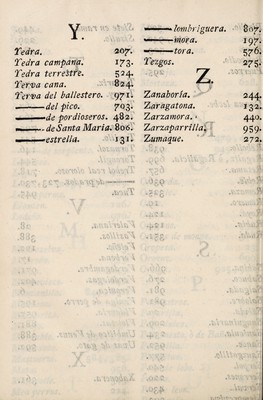 Y.
Yedra. 207.
Yedra campana. 173.
Yedra terrestre. 524.
Yerva cana. 824.
Yerva del ballestero. 971.
——del pico. 703.
——de pordioseros. 482.
——de Santa Maria. 806.
——estrella. 131.
——lombriguera. 807.
——mora. 197.
——tora. 576.
Yezgos. 275.
Z.
Zanahoria. 244.
Zaragatona. 132.
Zarzamora. 440.
Zarzaparrilla. 959.
Zumaque. 272.